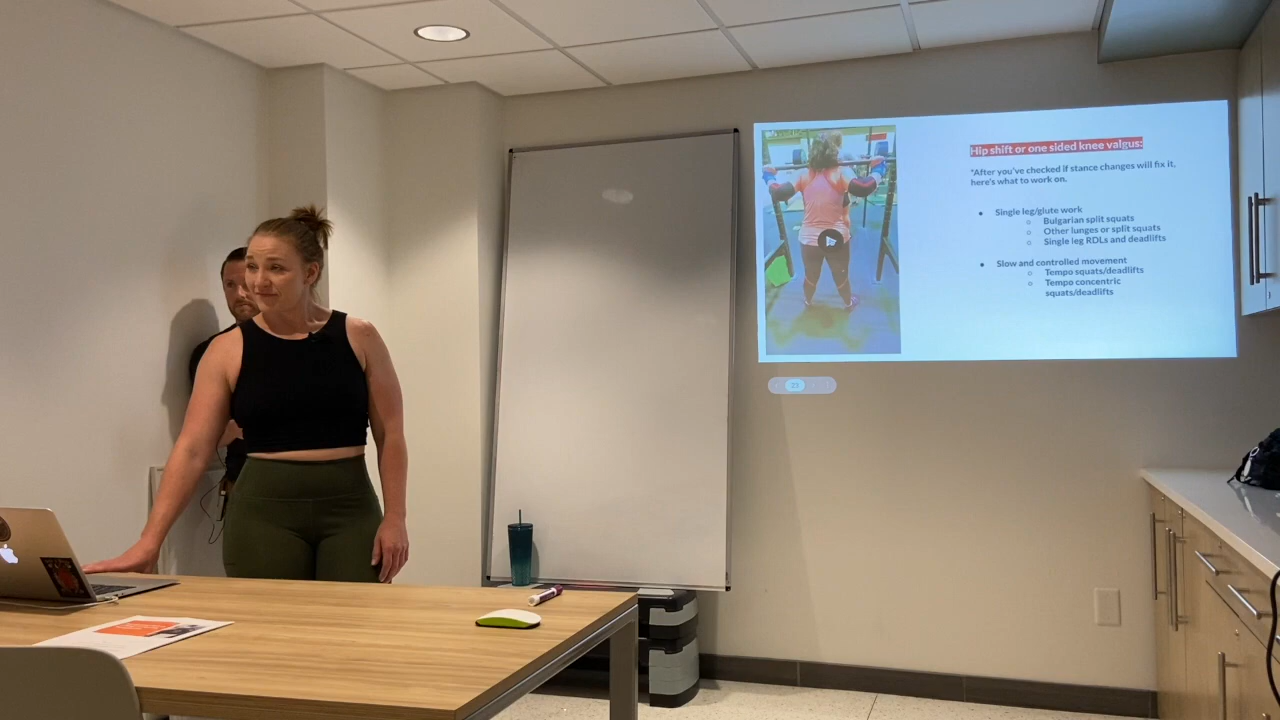 Hip shift or one sided knee valgus:
*After you've checked if stance changes will fix it,
here's what to work on.
● Single leg/glute work
○ Bulgarian split squats
○ Other lunges or split squats
○ Single leg RDLs and deadlifts
● Slow and controlled movement
○ Tempo squats/deadlifts
○ Tempo concentric
squats/deadlifts
23